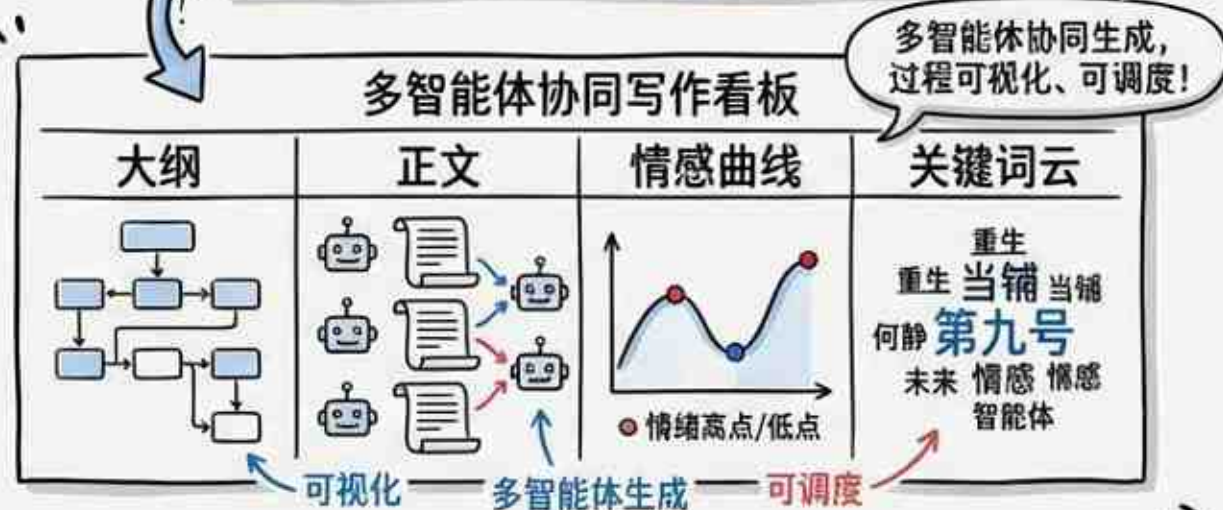 多智能体协同生成，
过程可视化、可调度！
多智能体协同写作看板
大纲
正文
情感曲线
关键词云
情绪高点/低点
重生
重生 当铺 当铺
何静 第九号
未来 情感 情感
智能体
可视化
多智能体生成
可调度